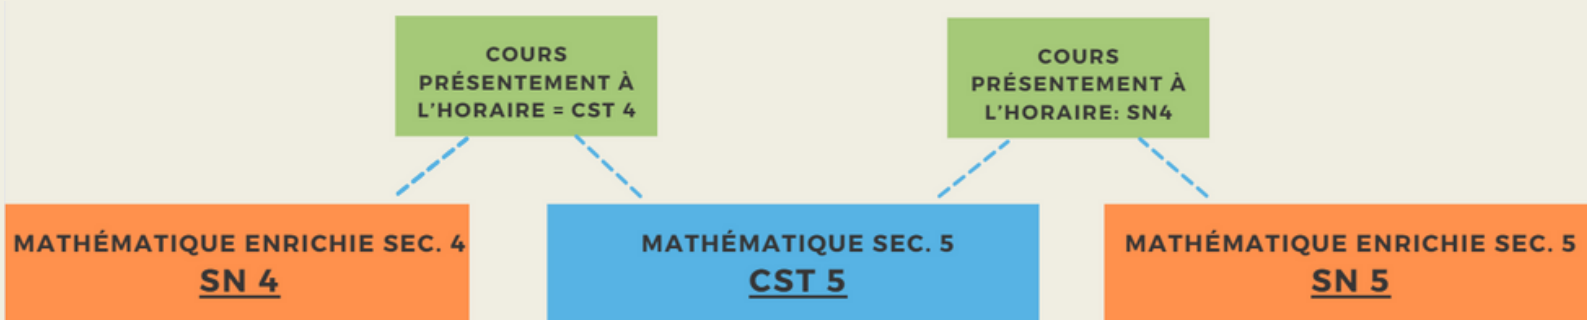 COURS
PRÉSENTEMENT À
L'HORAIRE = CST 4
COURS
PRÉSENTEMENT À
L'HORAIRE: SN4
MATHÉMATIQUE ENRICHIE SEC. 4
SN 4
MATHÉMATIQUE SEC. 5
CST 5
MATHÉMATIQUE ENRICHIE SEC. 5
SN 5